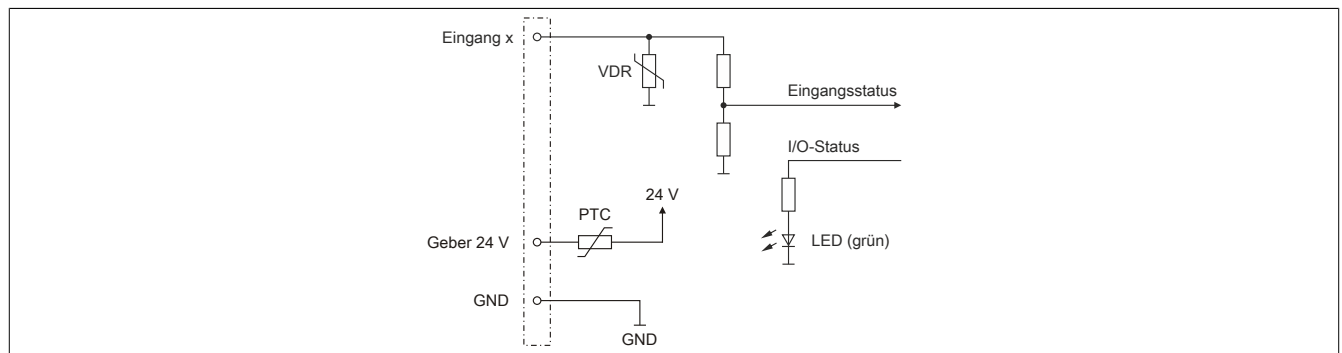 Eingang x
VDR
Eingangsstatus
I/O-Status
24 V
PTC
Geber 24 V
LED (grün)
GND
GND